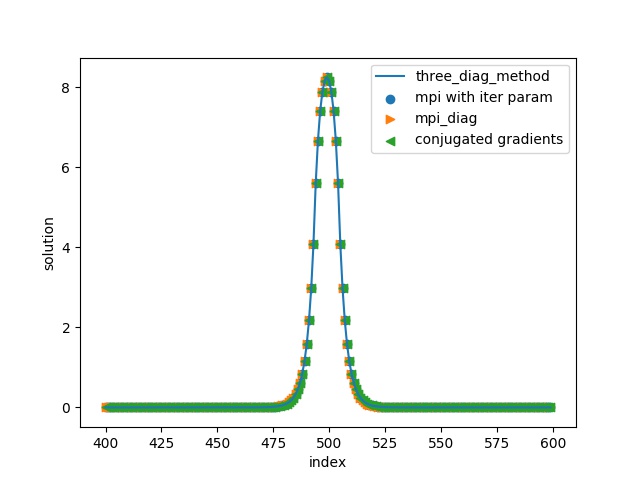 three_diag_method
mpi with iter param
mpi_diag
conjugated gradients
8
6
4
2
0
solution
400 425 450 475 500 525 550 575 600
index